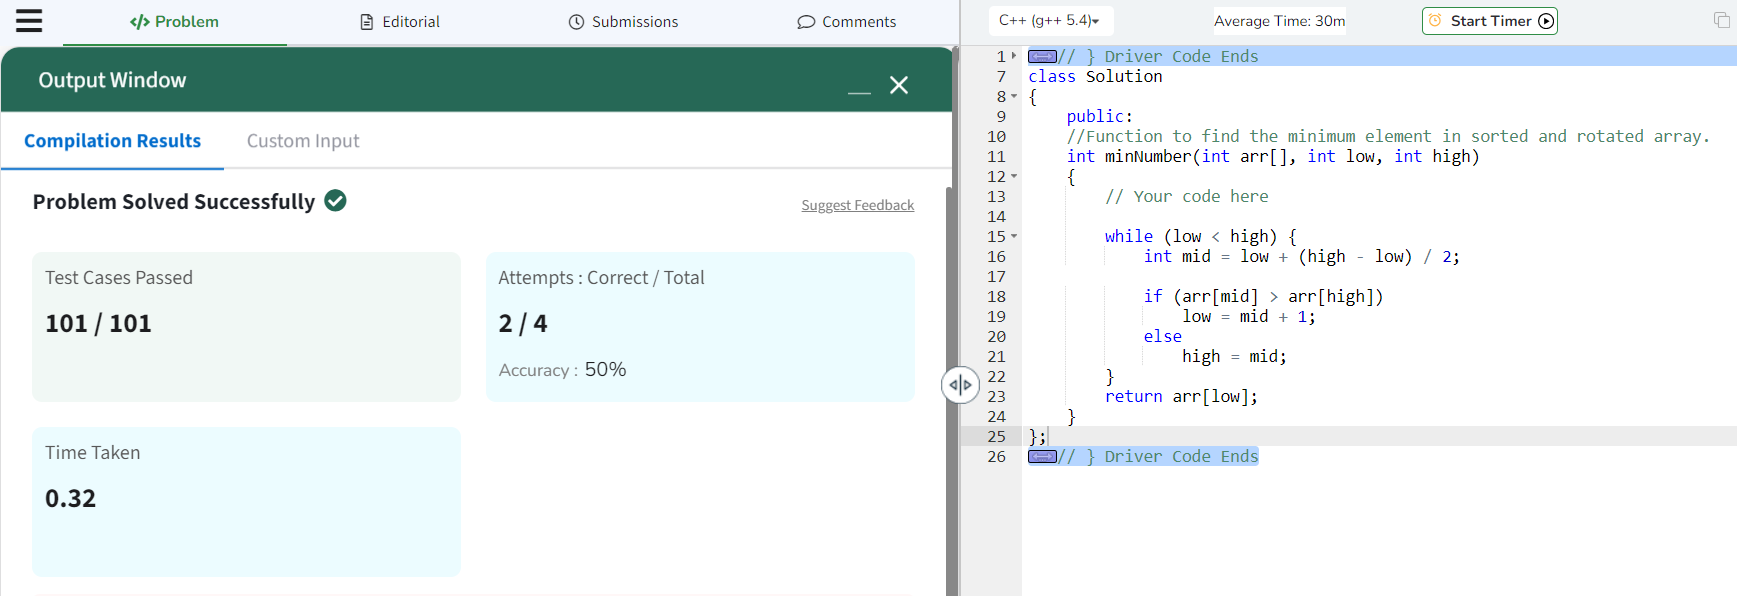 </> Problem
Editorial
Submissions
Comments
Output Window
Compilation Results
Custom Input
Problem Solved Successfully
Suggest Feedback
Test Cases Passed
101 / 101
Attempts : Correct / Total
2 / 4
Accuracy : 50%
Time Taken
0.32
C++ (g++ 5.4)
Average Time: 30m
Start Timer
1 // } Driver Code Ends
7 class Solution
8 {
9 public:
10 //Function to find the minimum element in sorted and rotated array.
11 int minNumber(int arr[], int low, int high)
12 {
13 // Your code here
14
15 while (low < high) {
16 int mid = low + (high - low) / 2;
17
18 if (arr[mid] > arr[high])
19 low = mid + 1;
20 else
21 high = mid;
22 }
23 return arr[low];
24 }
25 };
26 // } Driver Code Ends